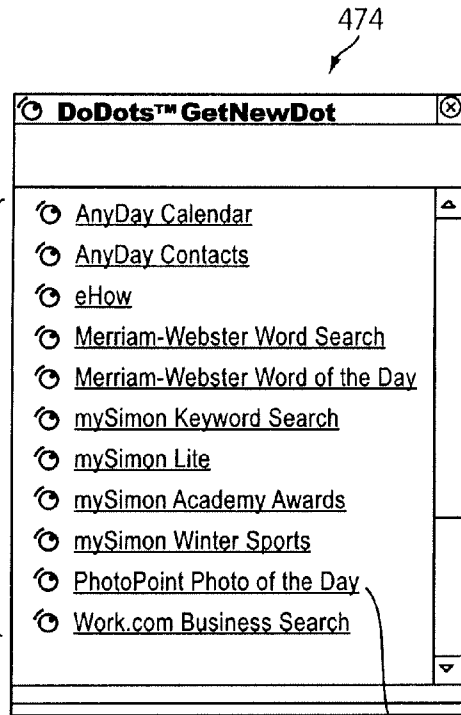 474
DoDots™ GetNewDot
AnyDay Calendar
AnyDay Contacts
eHow
Merriam-Webster Word Search
Merriam-Webster Word of the Day
mySimon Keyword Search
mySimon Lite
mySimon Academy Awards
mySimon Winter Sports
PhotoPoint Photo of the Day
Work.com Business Search